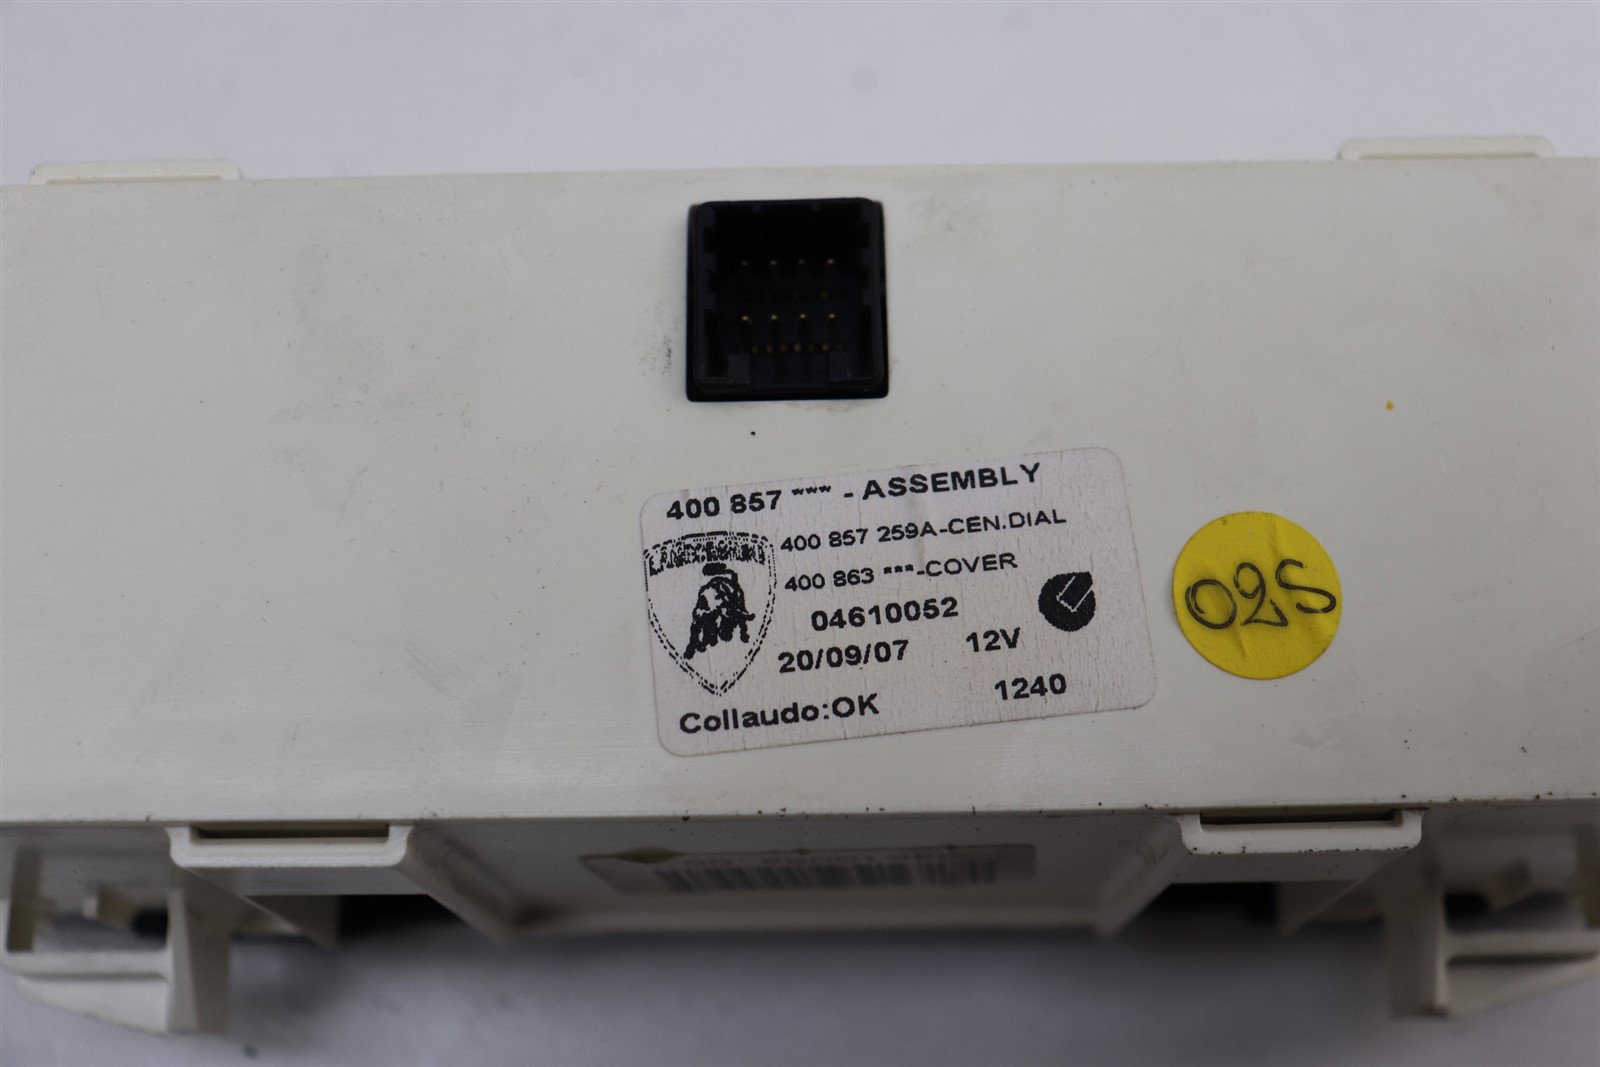 400 857 *** - ASSEMBLY
LAMBORGHINI
400 857 259A-CEN.DIAL
400 863 ***-COVER
04610052
20/09/07 12V
Collaudo:OK 1240
02S